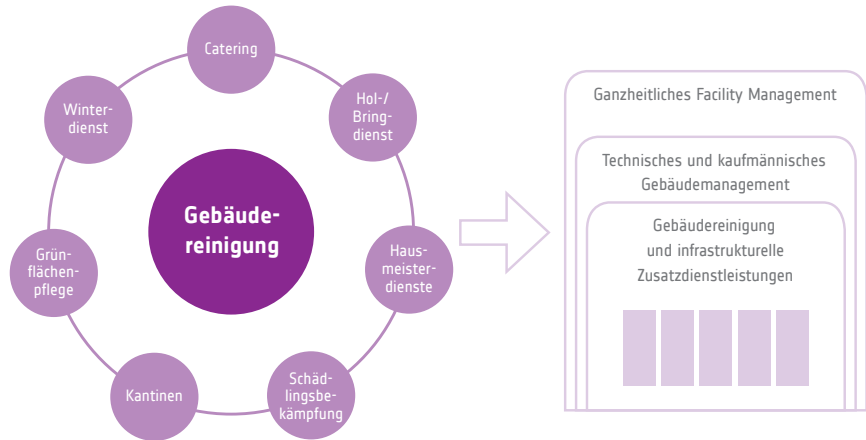 Catering
Hol-/
Bring-
dienst
Haus-
meister-
dienste
Schäd-
lingsbe-
kämpfung
Kantinen
Grün-
flächen-
pflege
Winter-
dienst
Gebäude-
reinigung
Ganzheitliches Facility Management
Technisches und kaufmännisches
Gebäudemanagement
Gebäudereinigung
und infrastrukturelle
Zusatzdienstleistungen